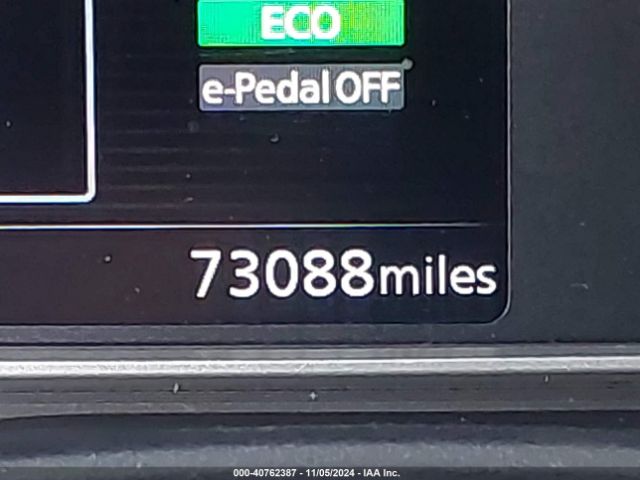 ECO
e-Pedal OFF
73088miles
000-40762387 - 11/05/2024 - IAA Inc.